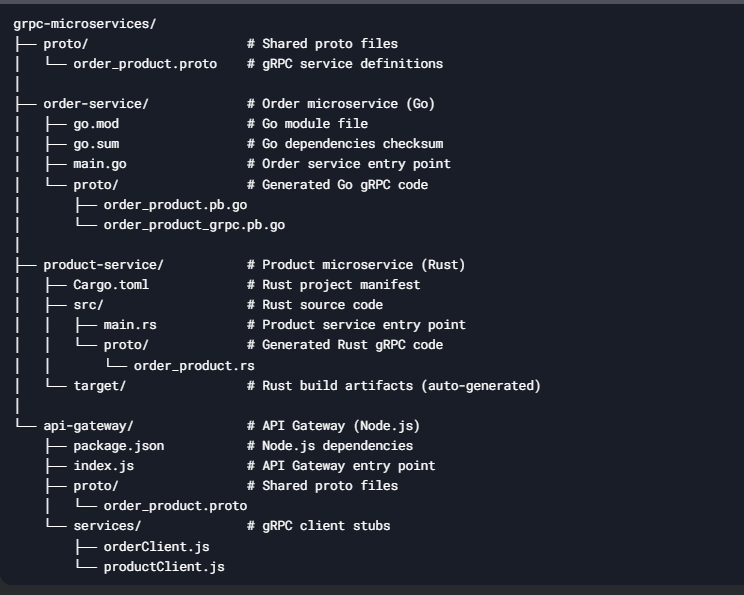 grpc-microservices/
├── proto/                     # Shared proto files
│   └── order_product.proto    # gRPC service definitions
│
├── order-service/             # Order microservice (Go)
│   ├── go.mod                 # Go module file
│   ├── go.sum                 # Go dependencies checksum
│   ├── main.go                # Order service entry point
│   └── proto/                 # Generated Go gRPC code
│       ├── order_product.pb.go
│       └── order_product_grpc.pb.go
│
├── product-service/           # Product microservice (Rust)
│   ├── Cargo.toml             # Rust project manifest
│   ├── src/                   # Rust source code
│   │   ├── main.rs            # Product service entry point
│   │   └── proto/             # Generated Rust gRPC code
│   │       └── order_product.rs
│   └── target/                # Rust build artifacts (auto-generated)
│
└── api-gateway/               # API Gateway (Node.js)
    ├── package.json           # Node.js dependencies
    ├── index.js               # API Gateway entry point
    ├── proto/                 # Shared proto files
    │   └── order_product.proto
    └── services/              # gRPC client stubs
        ├── orderClient.js
        └── productClient.js